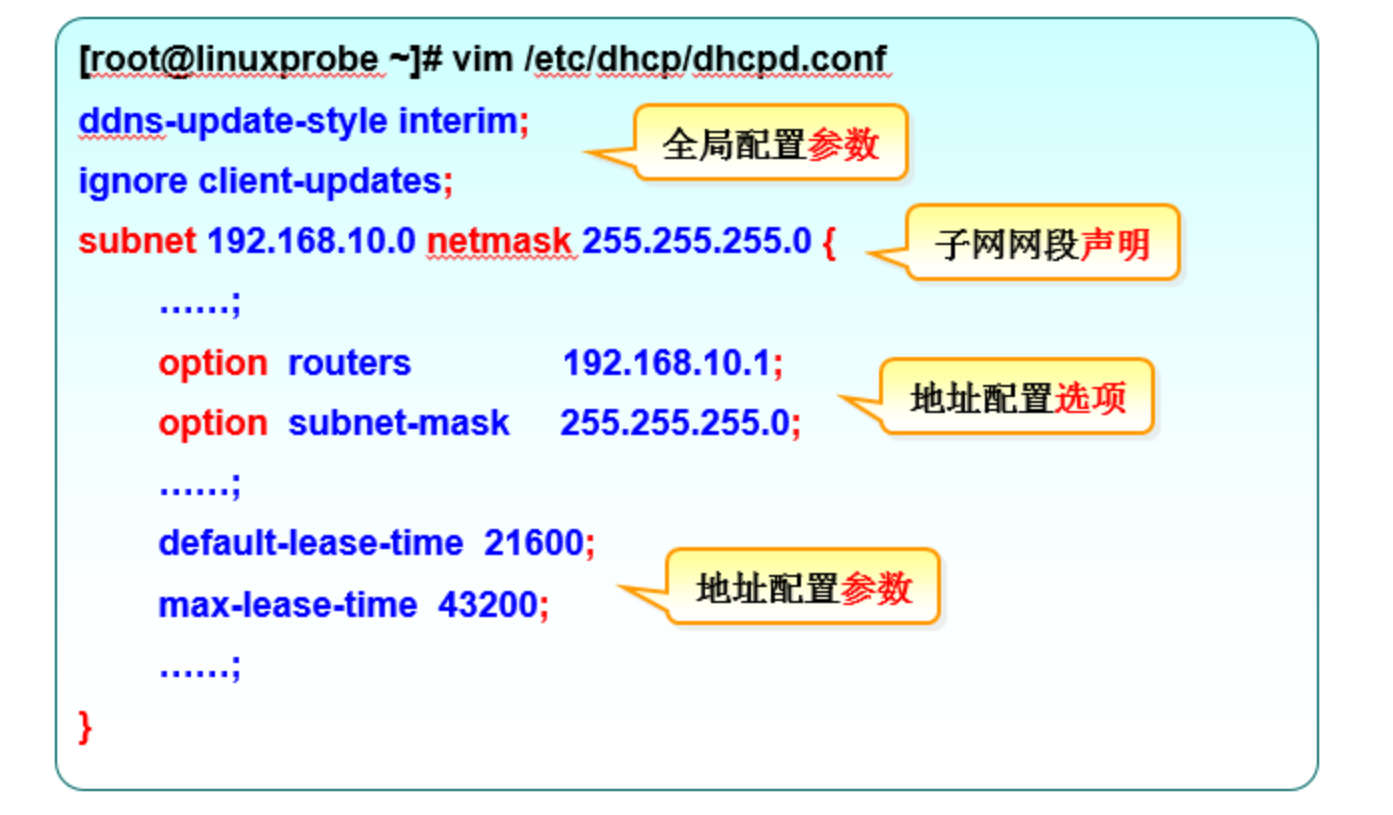 [root@linuxprobe ~]# vim /etc/dhcp/dhcpd.conf
ddns-update-style interim;
全局配置参数
ignore client-updates;
subnet 192.168.10.0 netmask 255.255.255.0 {
子网网段声明
......;
option routers 192.168.10.1;
地址配置选项
option subnet-mask 255.255.255.0;
......;
default-lease-time 21600;
地址配置参数
max-lease-time 43200;
......;
}